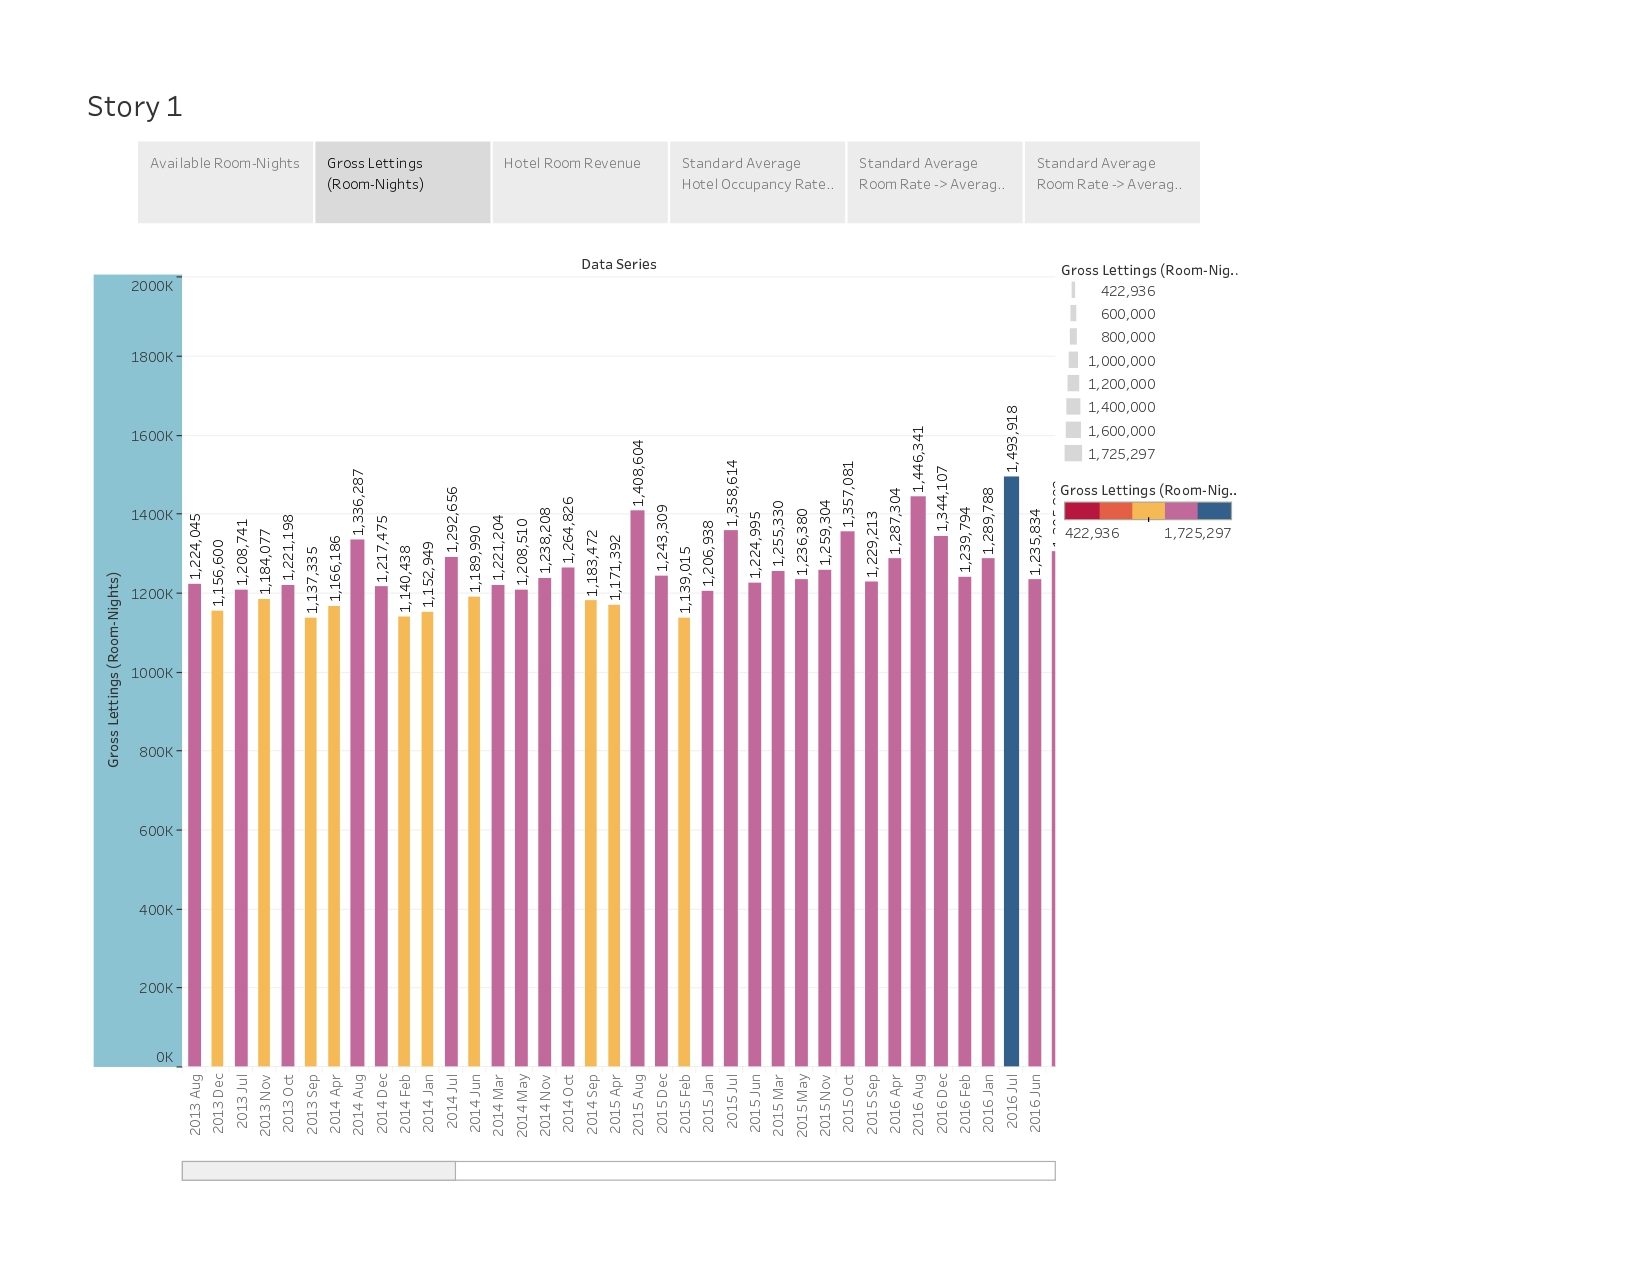 Story 1
Available Room-Nights
Gross Lettings
(Room-Nights)
Hotel Room Revenue
Standard Average
Hotel Occupancy Rate..
Standard Average
Room Rate -> Averag..
Standard Average
Room Rate -> Averag..
Data Series
Gross Lettings (Room-Nights)
2000K
1800K
1600K
1400K
1200K
1000K
800K
600K
400K
200K
0K
1,224,045
1,156,600
1,208,741
1,184,077
1,221,198
1,137,335
1,166,186
1,336,287
1,217,475
1,140,438
1,152,949
1,292,656
1,189,990
1,221,204
1,208,510
1,238,208
1,264,826
1,183,472
1,171,392
1,408,604
1,243,309
1,139,015
1,206,938
1,358,614
1,224,995
1,255,330
1,236,380
1,259,304
1,357,081
1,229,213
1,287,304
1,446,341
1,344,107
1,239,794
1,289,788
1,493,918
1,235,834
2013 Aug
2013 Dec
2013 Jul
2013 Nov
2013 Oct
2013 Sep
2014 Apr
2014 Aug
2014 Dec
2014 Feb
2014 Jan
2014 Jul
2014 Jun
2014 Mar
2014 May
2014 Nov
2014 Oct
2014 Sep
2015 Apr
2015 Aug
2015 Dec
2015 Feb
2015 Jan
2015 Jul
2015 Jun
2015 Mar
2015 May
2015 Nov
2015 Oct
2015 Sep
2016 Apr
2016 Aug
2016 Dec
2016 Feb
2016 Jan
2016 Jul
2016 Jun
Gross Lettings (Room-Nig..
422,936
600,000
800,000
1,000,000
1,200,000
1,400,000
1,600,000
1,725,297
Gross Lettings (Room-Nig..
422,936
1,725,297